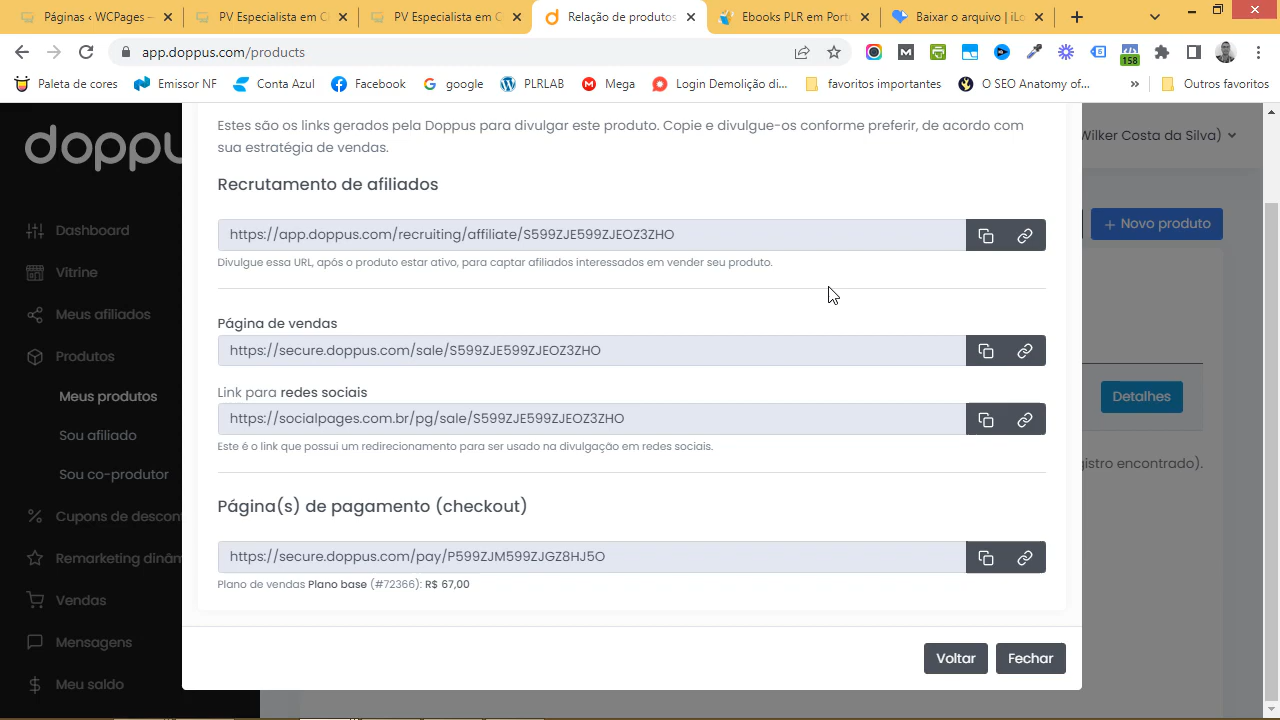 Páginas ‹ WCPages –
PV Especialista em C
PV Especialista em C
Relação de produtos
Ebooks PLR em Port
Baixar o arquivo | iLo
app.doppus.com/products
158
Paleta de cores
Emissor NF
Conta Azul
Facebook
google
PLRLAB
Mega
Login Demolição di...
favoritos importantes
O SEO Anatomy of...
»
Outros favoritos
doppu
Wilker Costa da Silva)
+ Novo produto
Dashboard
Vitrine
Meus afiliados
Produtos
Meus produtos
Sou afiliado
Sou co-produtor
Cupons de descon
Remarketing dinâm
Vendas
Mensagens
Meu saldo
Estes são os links gerados pela Doppus para divulgar este produto. Copie e divulgue-os conforme preferir, de acordo com
sua estratégia de vendas.
Recrutamento de afiliados
https://app.doppus.com/recruting/affiliate/S599ZJE599ZJEOZ3ZHO
Divulgue essa URL, após o produto estar ativo, para captar afiliados interessados em vender seu produto.
Página de vendas
https://secure.doppus.com/sale/S599ZJE599ZJEOZ3ZHO
Link para redes sociais
https://socialpages.com.br/pg/sale/S599ZJE599ZJEOZ3ZHO
Este é o link que possui um redirecionamento para ser usado na divulgação em redes sociais.
Página(s) de pagamento (checkout)
https://secure.doppus.com/pay/P599ZJM599ZJGZ8HJ5O
Plano de vendas Plano base (#72366): R$ 67,00
Detalhes
gistro encontrado).
Voltar
Fechar